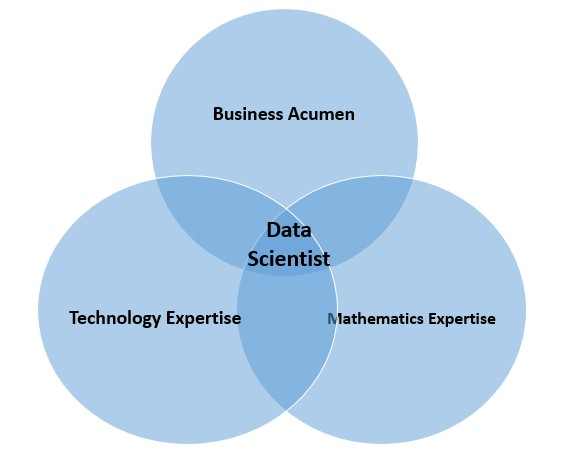 Business Acumen
Data
Scientist
Technology Expertise
Mathematics Expertise